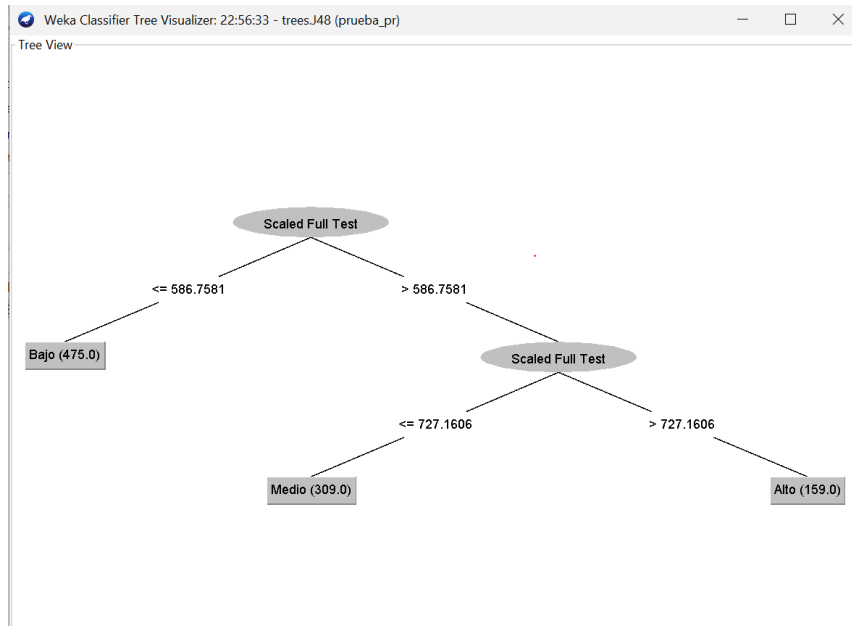 Weka Classifier Tree Visualizer: 22:56:33 - trees.J48 (prueba_pr)
Tree View
Scaled Full Test
<= 586.7581
> 586.7581
Bajo (475.0)
Scaled Full Test
<= 727.1606
> 727.1606
Medio (309.0)
Alto (159.0)